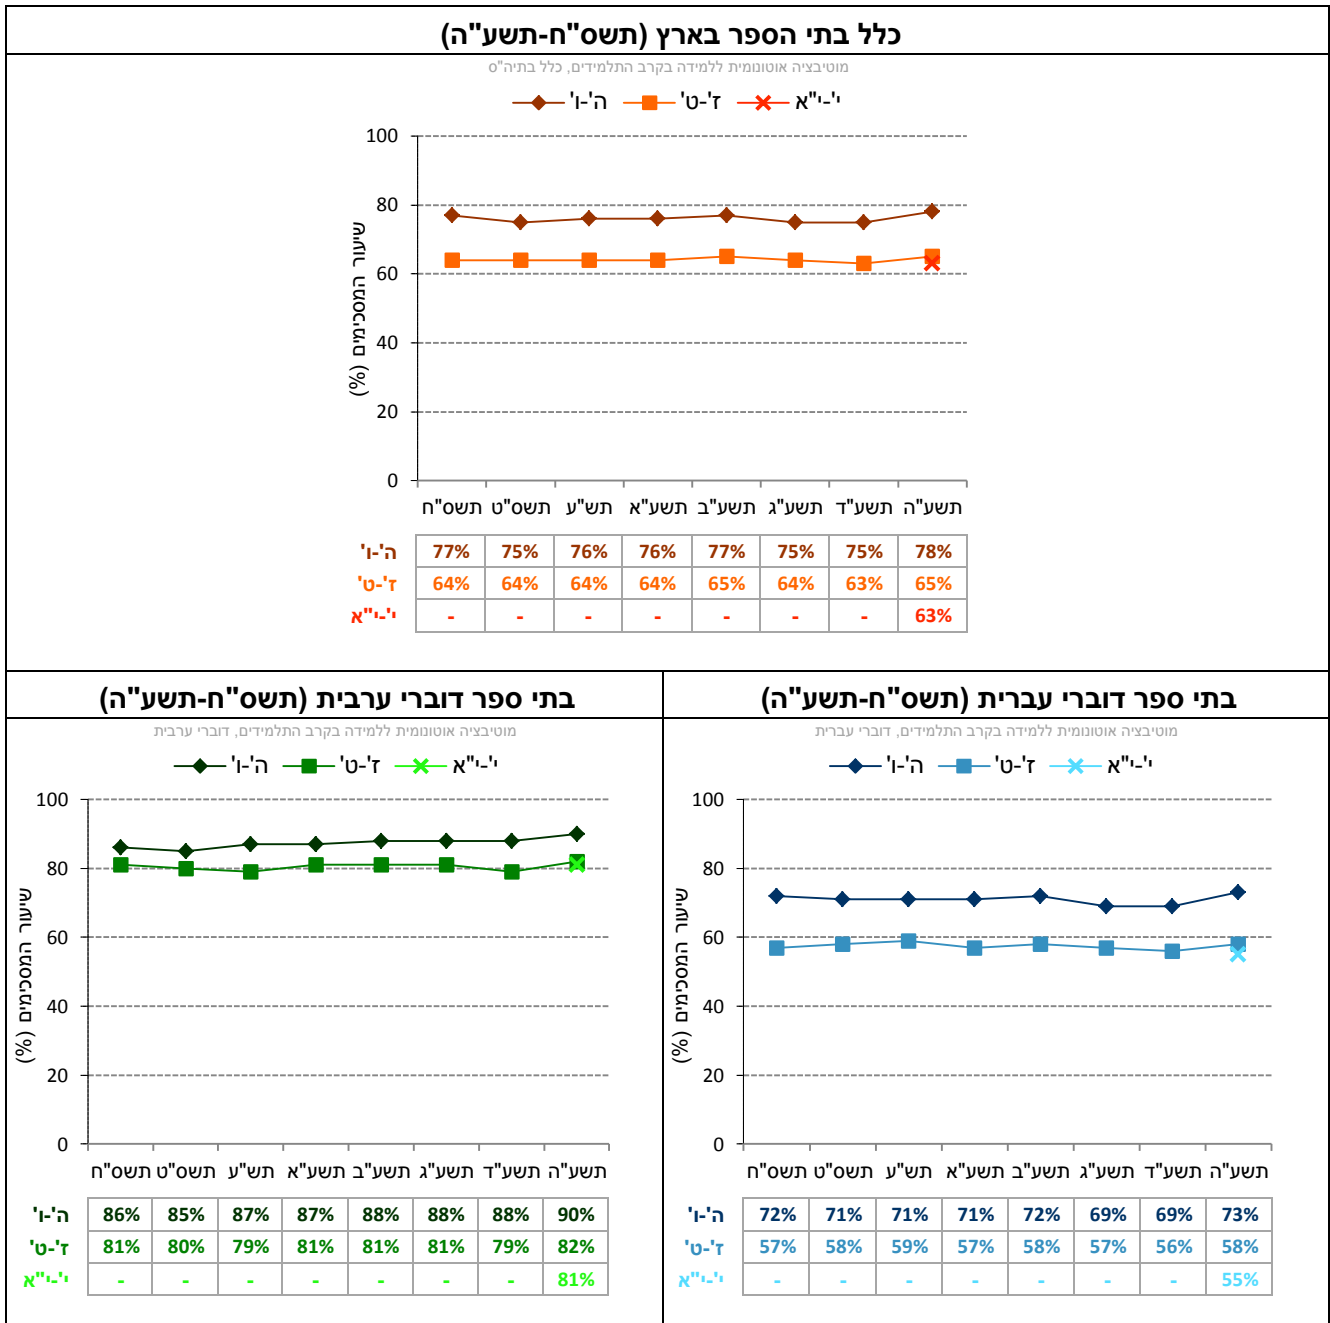 כלל בתי הספר בארץ (תשס"ח-תשע"ה)
מוטיבציה אוטונומית ללמידה בקרב התלמידים, כלל בתיה"ס
ה'-ו' ז'-ט' י'-י"א
שיעור המסכימים (%)
100
80
60
40
20
0
תשס"ח תשס"ט תש"ע תשע"א תשע"ב תשע"ג תשע"ד תשע"ה
ה'-ו' 77% 75% 76% 76% 77% 75% 75% 78%
ז'-ט' 64% 64% 64% 64% 65% 64% 63% 65%
י'-י"א - - - - - - - 63%
בתי ספר דוברי עברית (תשס"ח-תשע"ה)
מוטיבציה אוטונומית ללמידה בקרב התלמידים, דוברי עברית
ה'-ו' ז'-ט' י'-י"א
שיעור המסכימים (%)
100
80
60
40
20
0
תשס"ח תשס"ט תש"ע תשע"א תשע"ב תשע"ג תשע"ד תשע"ה
ה'-ו' 72% 71% 71% 71% 72% 69% 69% 73%
ז'-ט' 57% 58% 59% 57% 58% 57% 56% 58%
י'-י"א - - - - - - - 55%
בתי ספר דוברי ערבית (תשס"ח-תשע"ה)
מוטיבציה אוטונומית ללמידה בקרב התלמידים, דוברי ערבית
ה'-ו' ז'-ט' י'-י"א
שיעור המסכימים (%)
100
80
60
40
20
0
תשס"ח תשס"ט תש"ע תשע"א תשע"ב תשע"ג תשע"ד תשע"ה
ה'-ו' 86% 85% 87% 87% 88% 88% 88% 90%
ז'-ט' 81% 80% 79% 81% 81% 81% 79% 82%
י'-י"א - - - - - - - 81%